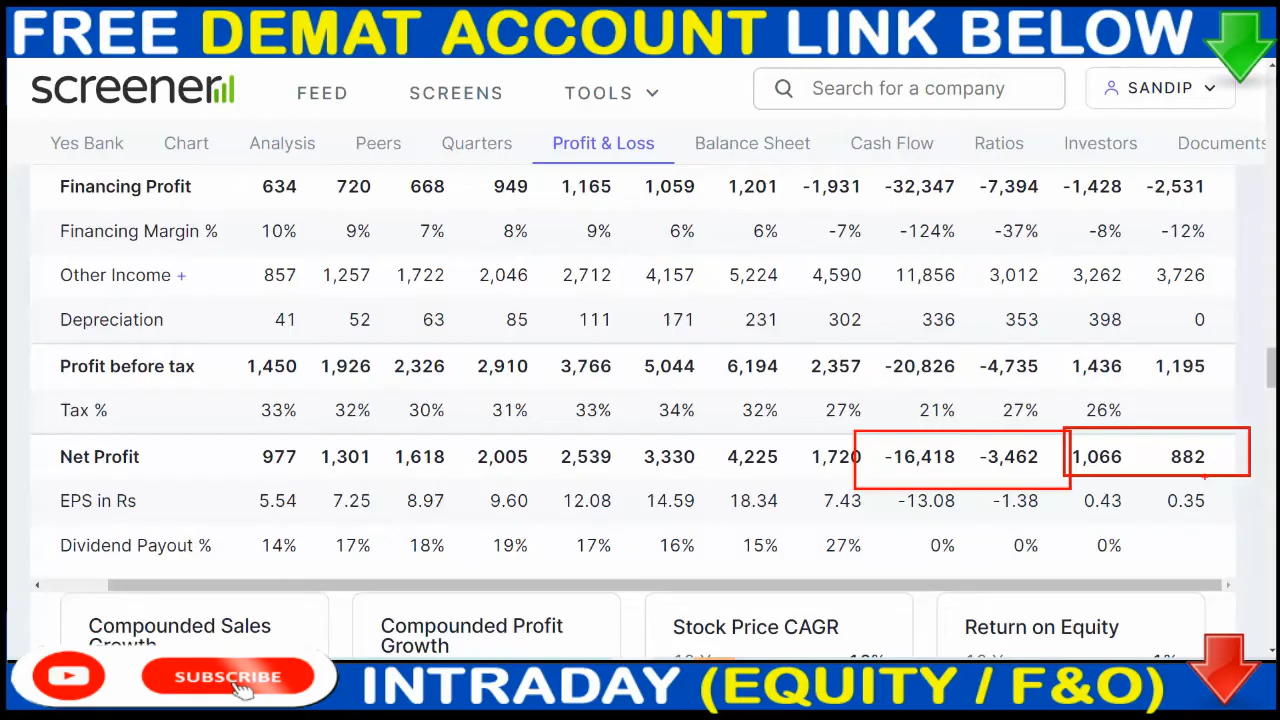 FREE DEMAT ACCOUNT LINK BELOW
screener FEED SCREENS TOOLS Search for a company SANDIP
Yes Bank Chart Analysis Peers Quarters Profit & Loss Balance Sheet Cash Flow Ratios Investors Documents
Financing Profit 634 720 668 949 1,165 1,059 1,201 -1,931 -32,347 -7,394 -1,428 -2,531
Financing Margin % 10% 9% 7% 8% 9% 6% 6% -7% -124% -37% -8% -12%
Other Income + 857 1,257 1,722 2,046 2,712 4,157 5,224 4,590 11,856 3,012 3,262 3,726
Depreciation 41 52 63 85 111 171 231 302 336 353 398 0
Profit before tax 1,450 1,926 2,326 2,910 3,766 5,044 6,194 2,357 -20,826 -4,735 1,436 1,195
Tax % 33% 32% 30% 31% 33% 34% 32% 27% 21% 27% 26%
Net Profit 977 1,301 1,618 2,005 2,539 3,330 4,225 1,720 -16,418 -3,462 1,066 882
EPS in Rs 5.54 7.25 8.97 9.60 12.08 14.59 18.34 7.43 -13.08 -1.38 0.43 0.35
Dividend Payout % 14% 17% 18% 19% 17% 16% 15% 27% 0% 0% 0%
Compounded Sales Compounded Profit Stock Price CAGR Return on Equity
Growth Growth
SUBSCRIBE
INTRADAY (EQUITY / F&O)